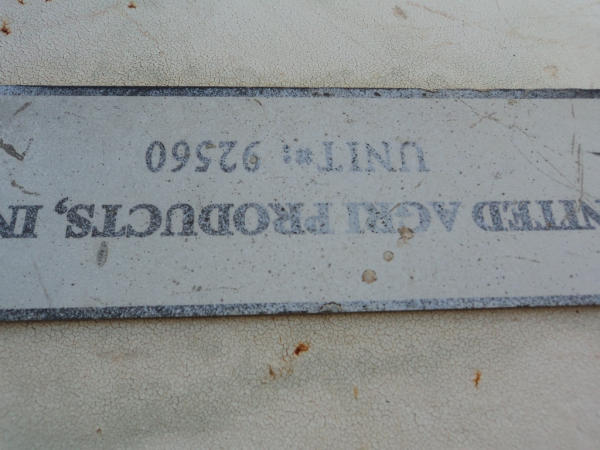 NITED AGRI PRODUCTS, IN
UNIT#: 92560